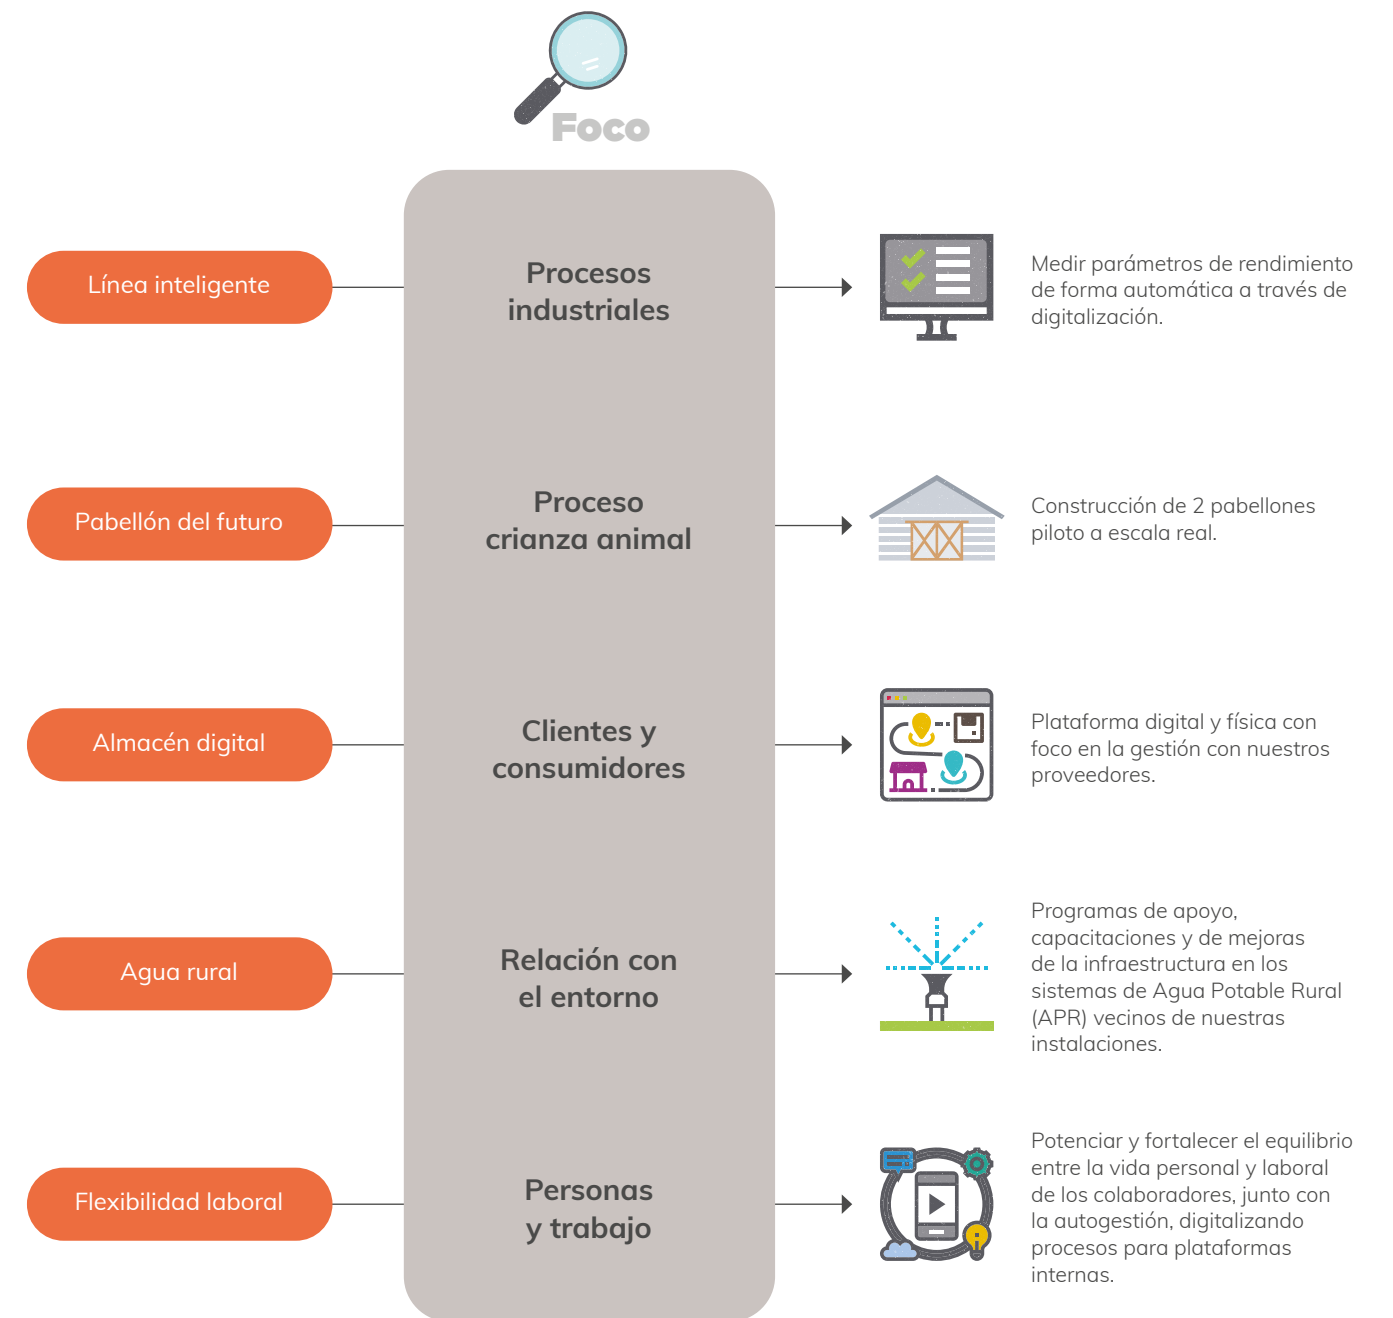 Foco
Línea inteligente
Procesos
industriales
Medir parámetros de rendimiento
de forma automática a través de
digitalización.
Pabellón del futuro
Proceso
crianza animal
Construcción de 2 pabellones
piloto a escala real.
Almacén digital
Clientes y
consumidores
Plataforma digital y física con
foco en la gestión con nuestros
proveedores.
Agua rural
Relación con
el entorno
Programas de apoyo,
capacitaciones y de mejoras
de la infraestructura en los
sistemas de Agua Potable Rural
(APR) vecinos de nuestras
instalaciones.
Flexibilidad laboral
Personas
y trabajo
Potenciar y fortalecer el equilibrio
entre la vida personal y laboral
de los colaboradores, junto con
la autogestión, digitalizando
procesos para plataformas
internas.